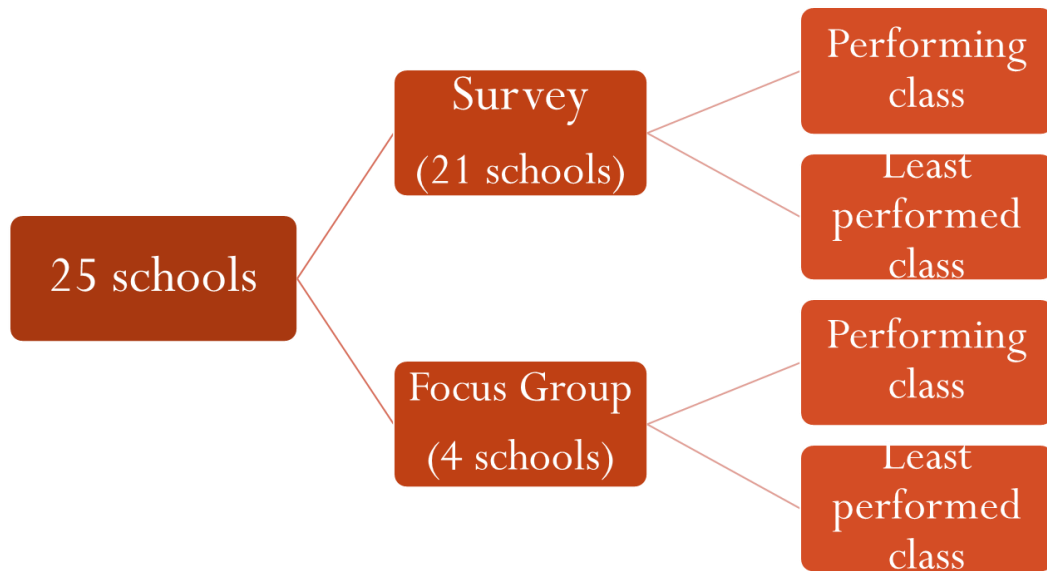 25 schools
Survey
(21 schools)
Performing
class
Least
performed
class
Focus Group
(4 schools)
Performing
class
Least
performed
class